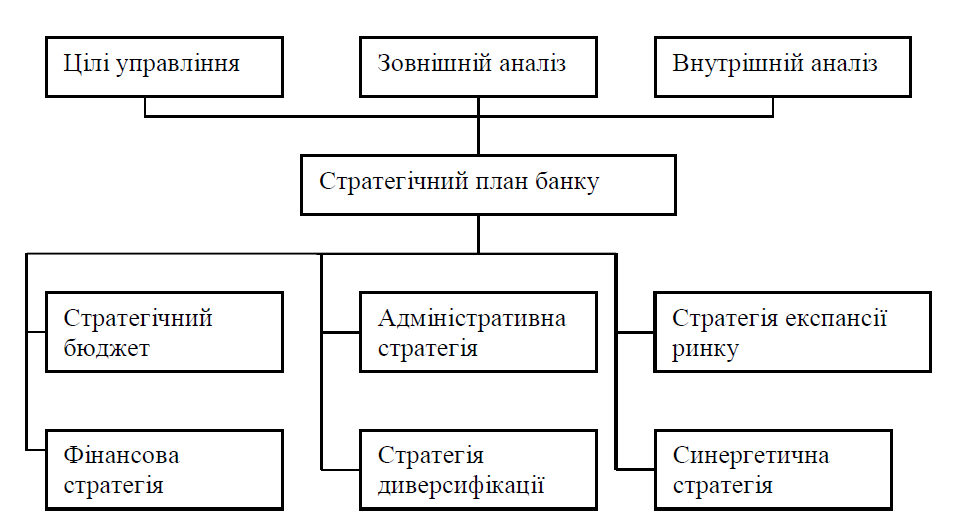 Цілі управління
Зовнішній аналіз
Внутрішній аналіз
Стратегічний план банку
Стратегічний
бюджет
Адміністративна
стратегія
Стратегія експансії
ринку
Фінансова
стратегія
Стратегія
диверсифікації
Синергетична
стратегія